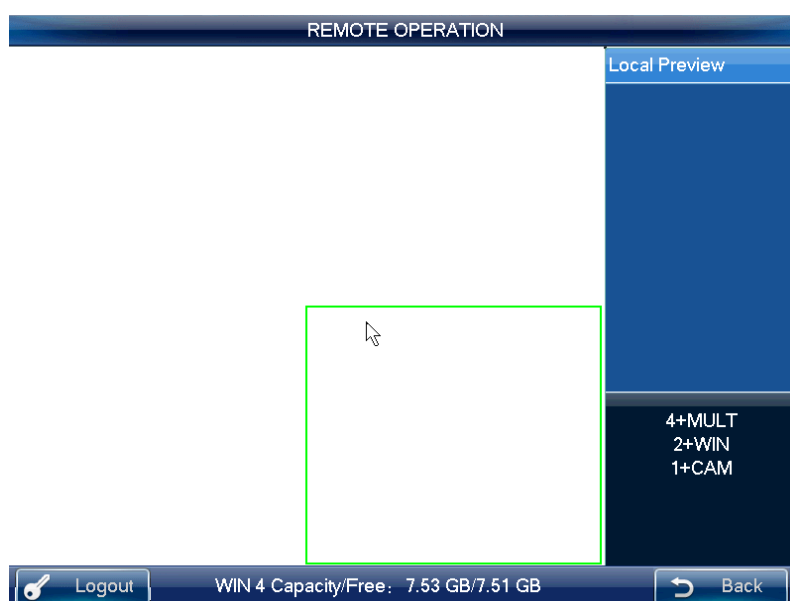 REMOTE OPERATION
Local Preview
4+MULT
2+WIN
1+CAM
Logout
WIN 4 Capacity/Free: 7.53 GB/7.51 GB
Back